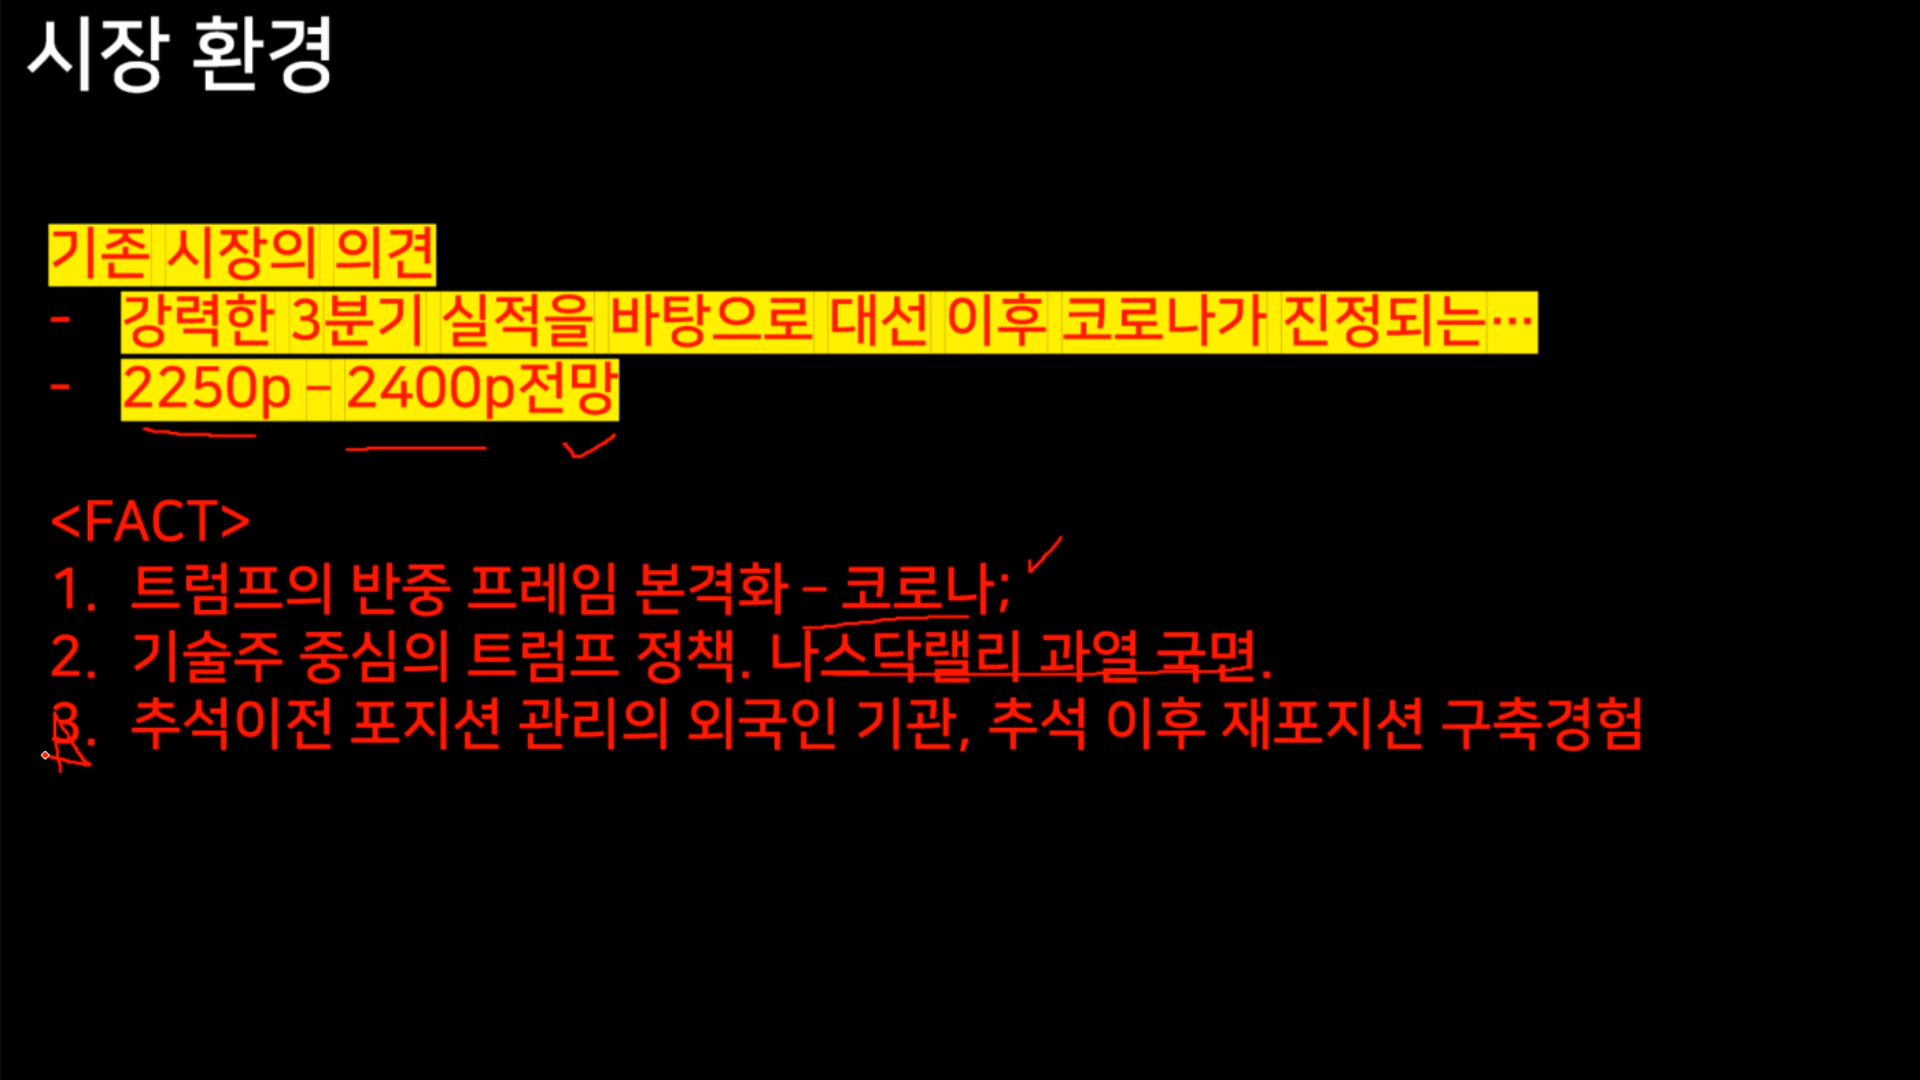 시장 환경
기존 시장의 의견
- 강력한 3분기 실적을 바탕으로 대선 이후 코로나가 진정되는…
- 2250p – 2400p전망
<FACT>
1. 트럼프의 반중 프레임 본격화 – 코로나;
2. 기술주 중심의 트럼프 정책. 나스닥랠리 과열 국면.
3. 추석이전 포지션 관리의 외국인 기관, 추석 이후 재포지션 구축경험